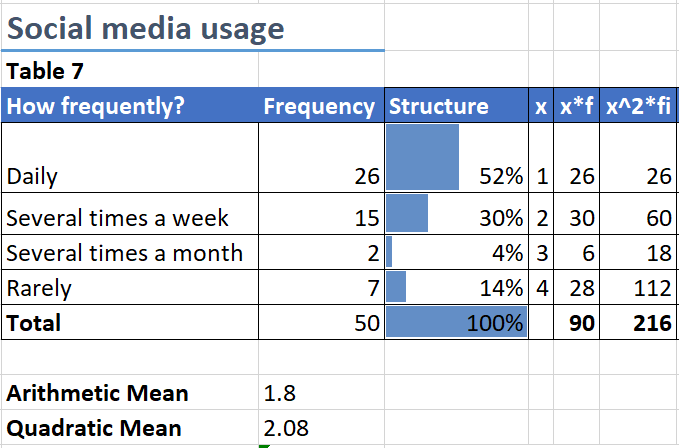 Social media usage
Table 7
How frequently? Frequency Structure x x*f x^2*fi
Daily 26 52% 1 26 26
Several times a week 15 30% 2 30 60
Several times a month 2 4% 3 6 18
Rarely 7 14% 4 28 112
Total 50 100% 90 216
Arithmetic Mean 1.8
Quadratic Mean 2.08